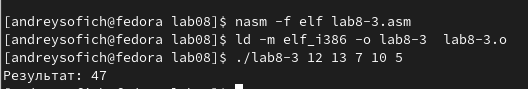 [andreysofich@fedora lab08]$ nasm -f elf lab8-3.asm
[andreysofich@fedora lab08]$ ld -m elf_i386 -o lab8-3  lab8-3.o
[andreysofich@fedora lab08]$ ./lab8-3 12 13 7 10 5
Результат: 47